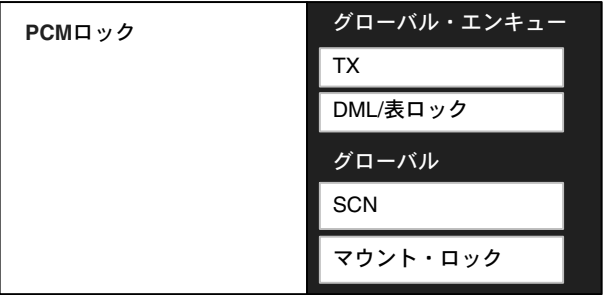 PCMロック
グローバル・エンキュー
TX
DML/表ロック
グローバル
SCN
マウント・ロック